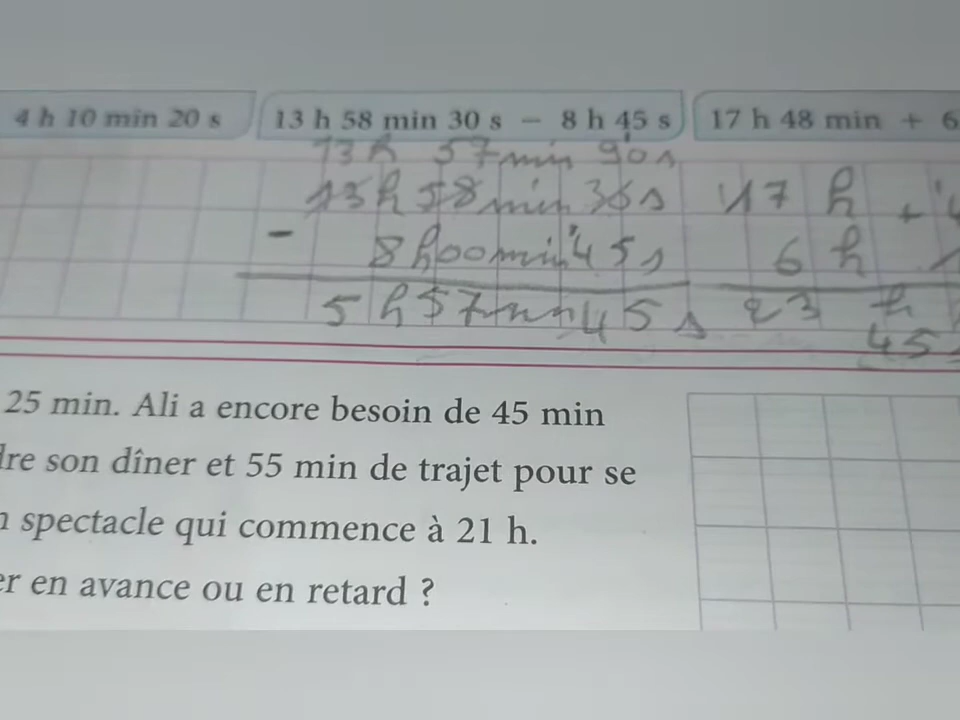 4 h 10 min 20 s 13 h 58 min 30 s - 8 h 45 s 17 h 48 min + 6
13 h 57 min 90 s
13 h 58 min 30 s 17 h +
- 8 h 00 min 45 s 6 h
5 h 57 min 45 s 23 h
45
25 min. Ali a encore besoin de 45 min
dre son dîner et 55 min de trajet pour se
n spectacle qui commence à 21 h.
er en avance ou en retard ?